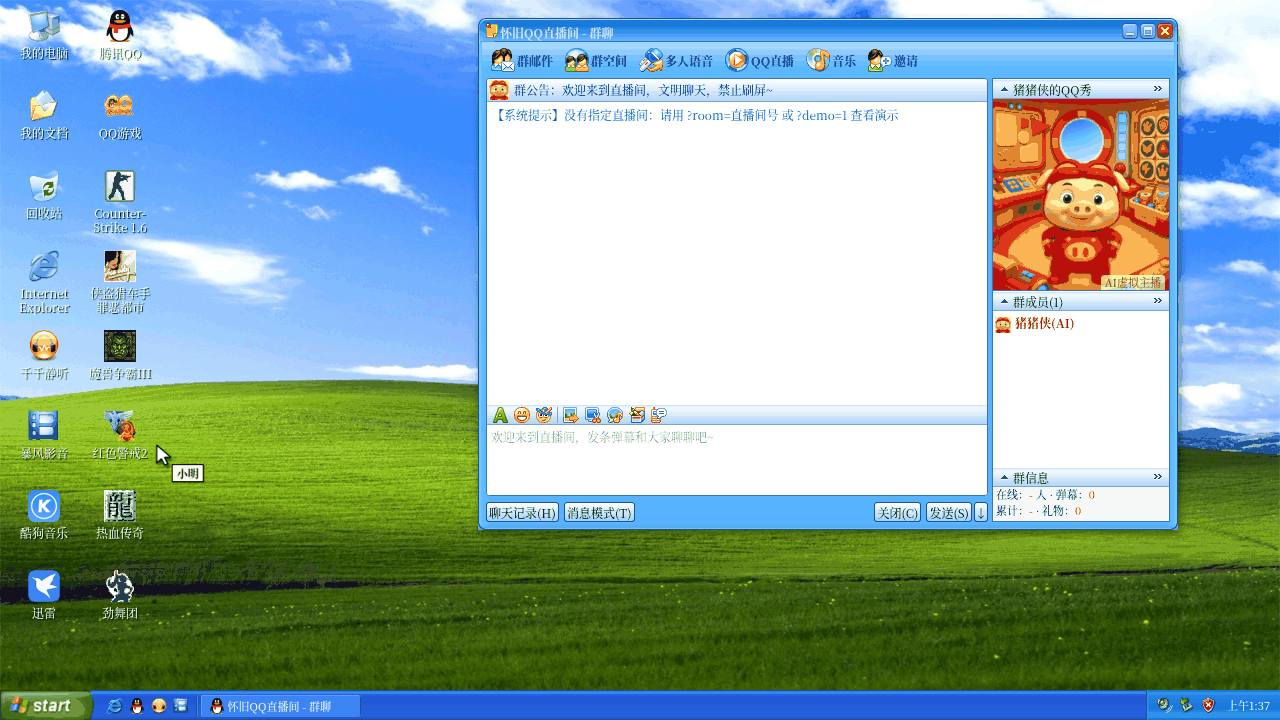 我的电脑
腾讯QQ
我的文档
QQ游戏
回收站
Counter-
Strike 1.6
Internet
Explorer
侠盗猎车手
罪恶都市
千千静听
魔兽争霸III
暴风影音
红色警戒2
小明
酷狗音乐
热血传奇
迅雷
劲舞团
怀旧QQ直播间 - 群聊
群邮件 群空间 多人语音 QQ直播 音乐 邀请
群公告：欢迎来到直播间，文明聊天，禁止刷屏~
【系统提示】没有指定直播间：请用 ?room=直播间号 或 ?demo=1 查看演示
欢迎来到直播间，发条弹幕和大家聊聊吧~
聊天记录(H) 消息模式(T) 关闭(C) 发送(S) ↓
猪猪侠的QQ秀
AI虚拟主播
群成员(1)
猪猪侠(AI)
群信息
在线：- 人 · 弹幕：0
累计：- · 礼物：0
start
怀旧QQ直播间 - 群聊
上午1:37